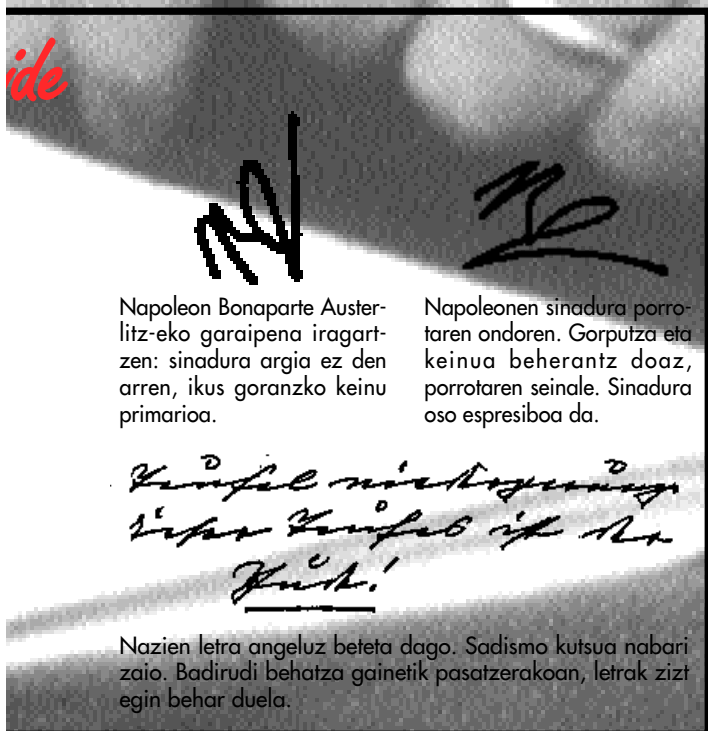 ide
Napoleon Bonaparte Auster-
litz-eko garaipena iragart-
zen: sinadura argia ez den
arren, ikus goranzko keinu
primarioa.
Napoleonen sinadura porro-
taren ondoren. Gorputza eta
keinua beherantz doaz,
porrotaren seinale. Sinadura
oso espresiboa da.
Nazien letra angeluz beteta dago. Sadismo kutsua nabari
zaio. Badirudi behatza gainetik pasatzerakoan, letrak zizt
egin behar duela.